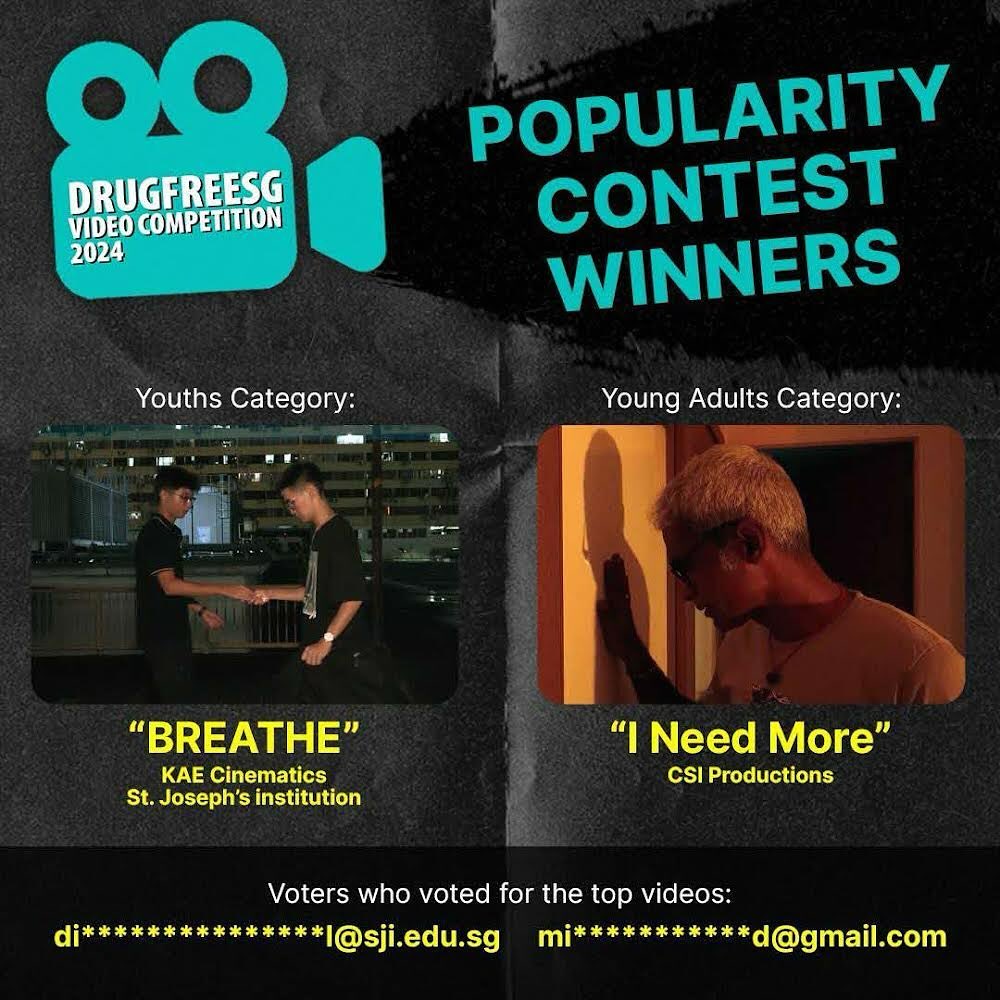 DRUGFREESG
VIDEO COMPETITION
2024
POPULARITY
CONTEST
WINNERS
Youths Category:
“BREATHE”
KAE Cinematics
St. Joseph’s institution
Young Adults Category:
“I Need More”
CSI Productions
Voters who voted for the top videos:
di***************l@sji.edu.sg
mi***********d@gmail.com